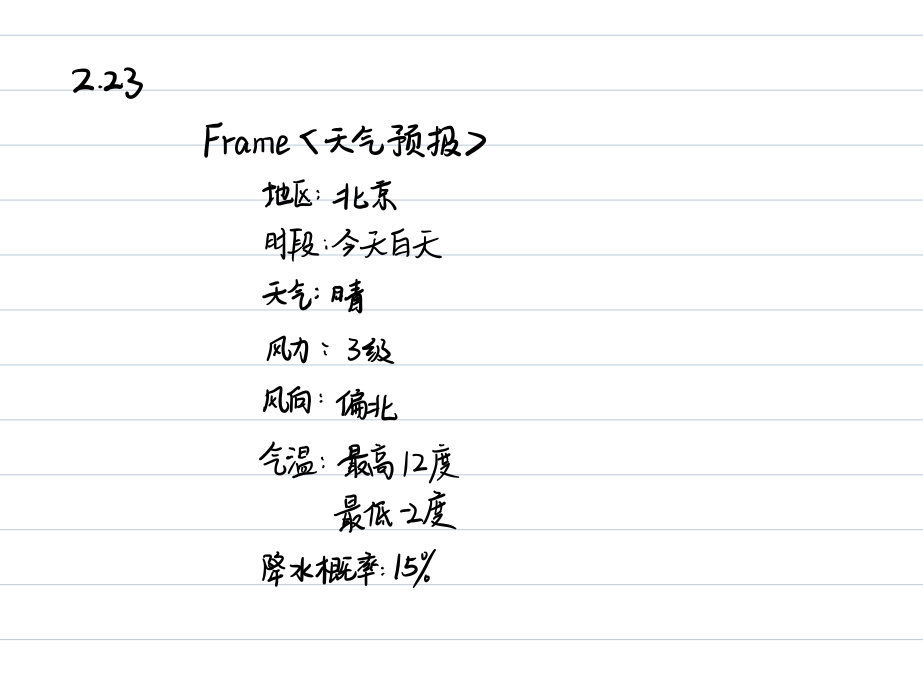 2.23
Frame<天气预报>
地区: 北京
时段: 今天白天
天气: 晴
风力: 3级
风向: 偏北
气温: 最高12度
最低-2度
降水概率: 15%